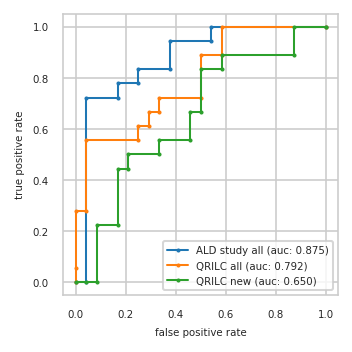 1.0
0.8
0.6
0.4
0.2
0.0
true positive rate
ALD study all (auc: 0.875)
QRILC all (auc: 0.792)
QRILC new (auc: 0.650)
0.0 0.2 0.4 0.6 0.8 1.0
false positive rate